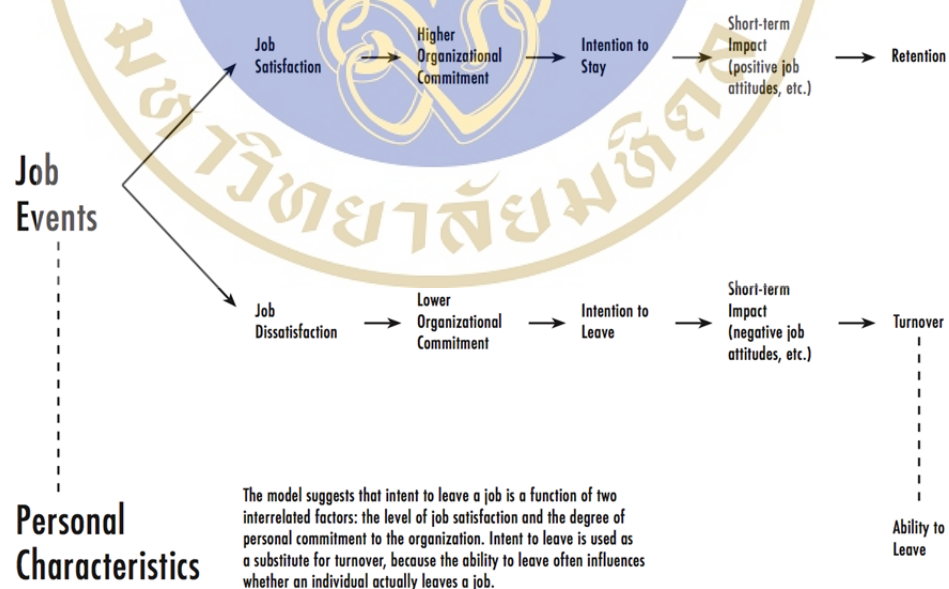 Job
Satisfaction
Higher
Organizational
Commitment
Intention to
Stay
Short-term
Impact
(positive job
attitudes, etc.)
Retention
มหาวิทยาลัยมหิดล
Job
Events
Job
Dissatisfaction
Lower
Organizational
Commitment
Intention to
Leave
Short-term
Impact
(negative job
attitudes, etc.)
Turnover
Personal
Characteristics
The model suggests that intent to leave a job is a function of two
interrelated factors: the level of job satisfaction and the degree of
personal commitment to the organization. Intent to leave is used as
a substitute for turnover, because the ability to leave often influences
whether an individual actually leaves a job.
Ability to
Leave